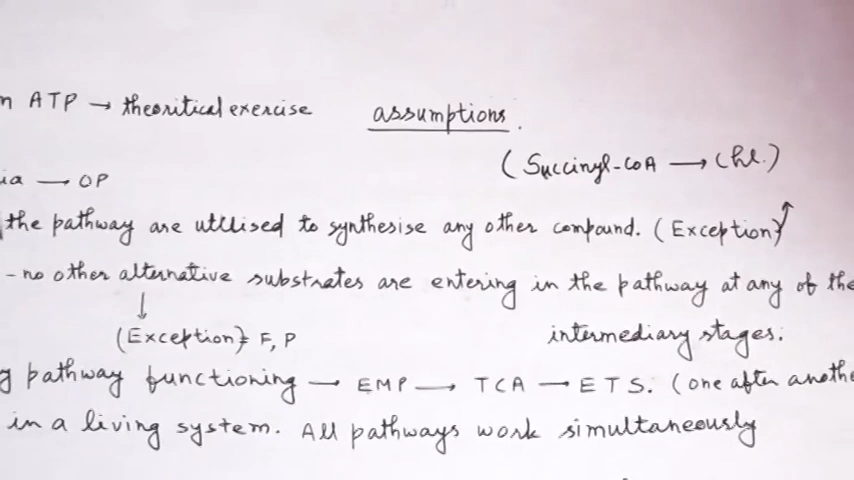 n ATP → theoritical exercise assumptions.
(Succinyl-CoA → Chl.)
ia → OP
the pathway are utilised to synthesise any other compound. (Exception)
- no other alternative substrates are entering in the pathway at any of the
(Exception) = F, P intermediary stages.
g pathway functioning → EMP → TCA → ETS. (one after anothe
in a living system. All pathways work simultaneously